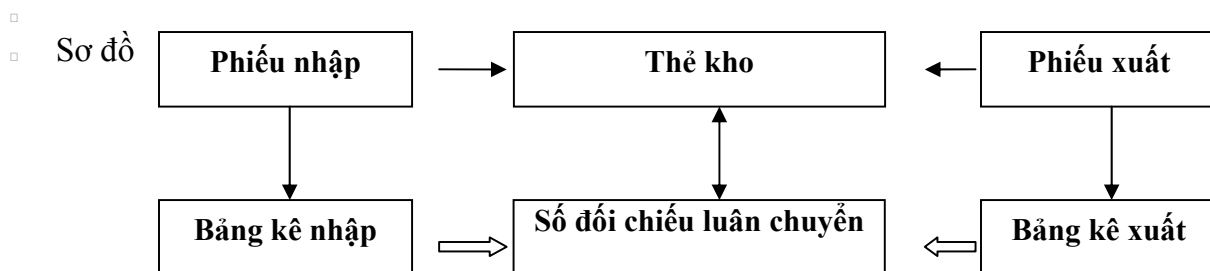 Sơ đồ
Phiếu nhập
Thẻ kho
Phiếu xuất
Bảng kê nhập
Số đối chiếu luân chuyển
Bảng kê xuất